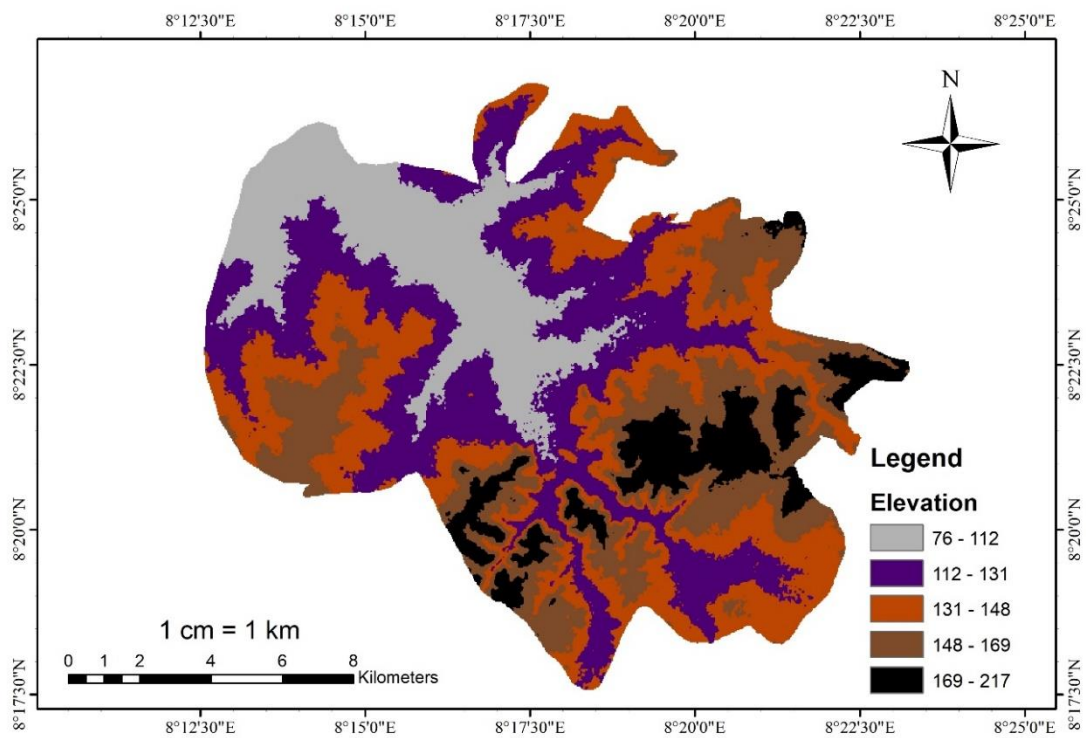 8°12'30"E 8°15'0"E 8°17'30"E 8°20'0"E 8°22'30"E 8°25'0"E
N
8°25'0"N 8°25'0"N
8°22'30"N 8°22'30"N
Legend
Elevation
8°20'0"N 8°20'0"N
76 - 112
112 - 131
131 - 148
148 - 169
169 - 217
1 cm = 1 km
0 1 2 4 6 8
Kilometers
8°17'30"N 8°17'30"N
8°12'30"E 8°15'0"E 8°17'30"E 8°20'0"E 8°22'30"E 8°25'0"E